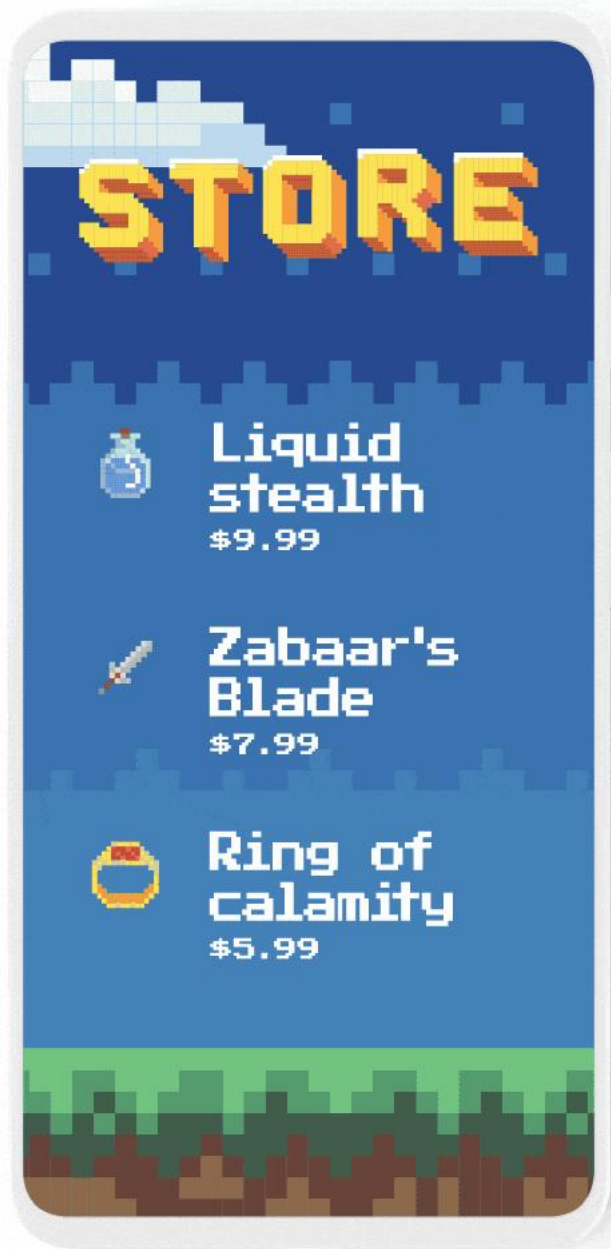 STORE
Liquid
stealth
$9.99
Zabaar's
Blade
$7.99
Ring of
calamity
$5.99